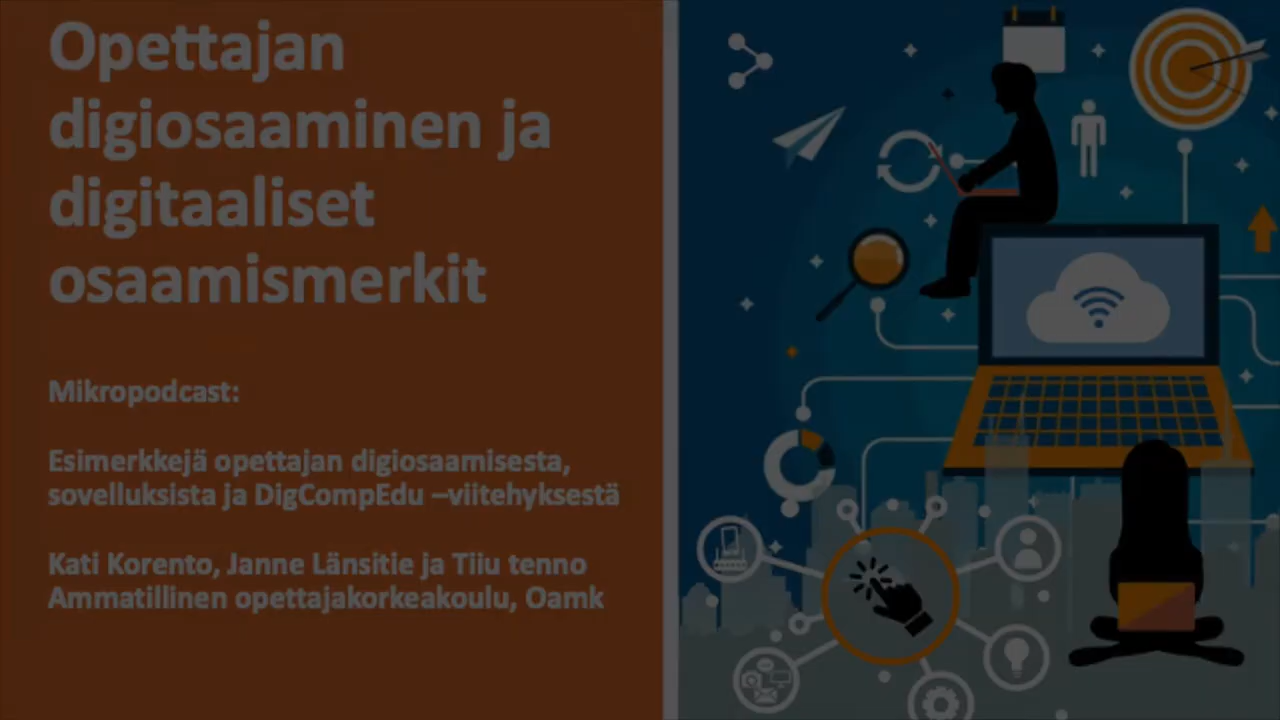 Opettajan
digiosaaminen ja
digitaaliset
osaamismerkit
Mikropodcast:
Esimerkkejä opettajan digiosaamisesta,
sovelluksista ja DigCompEdu –viitehyksestä
Kati Korento, Janne Länsitie ja Tiiu tenno
Ammatillinen opettajakorkeakoulu, Oamk